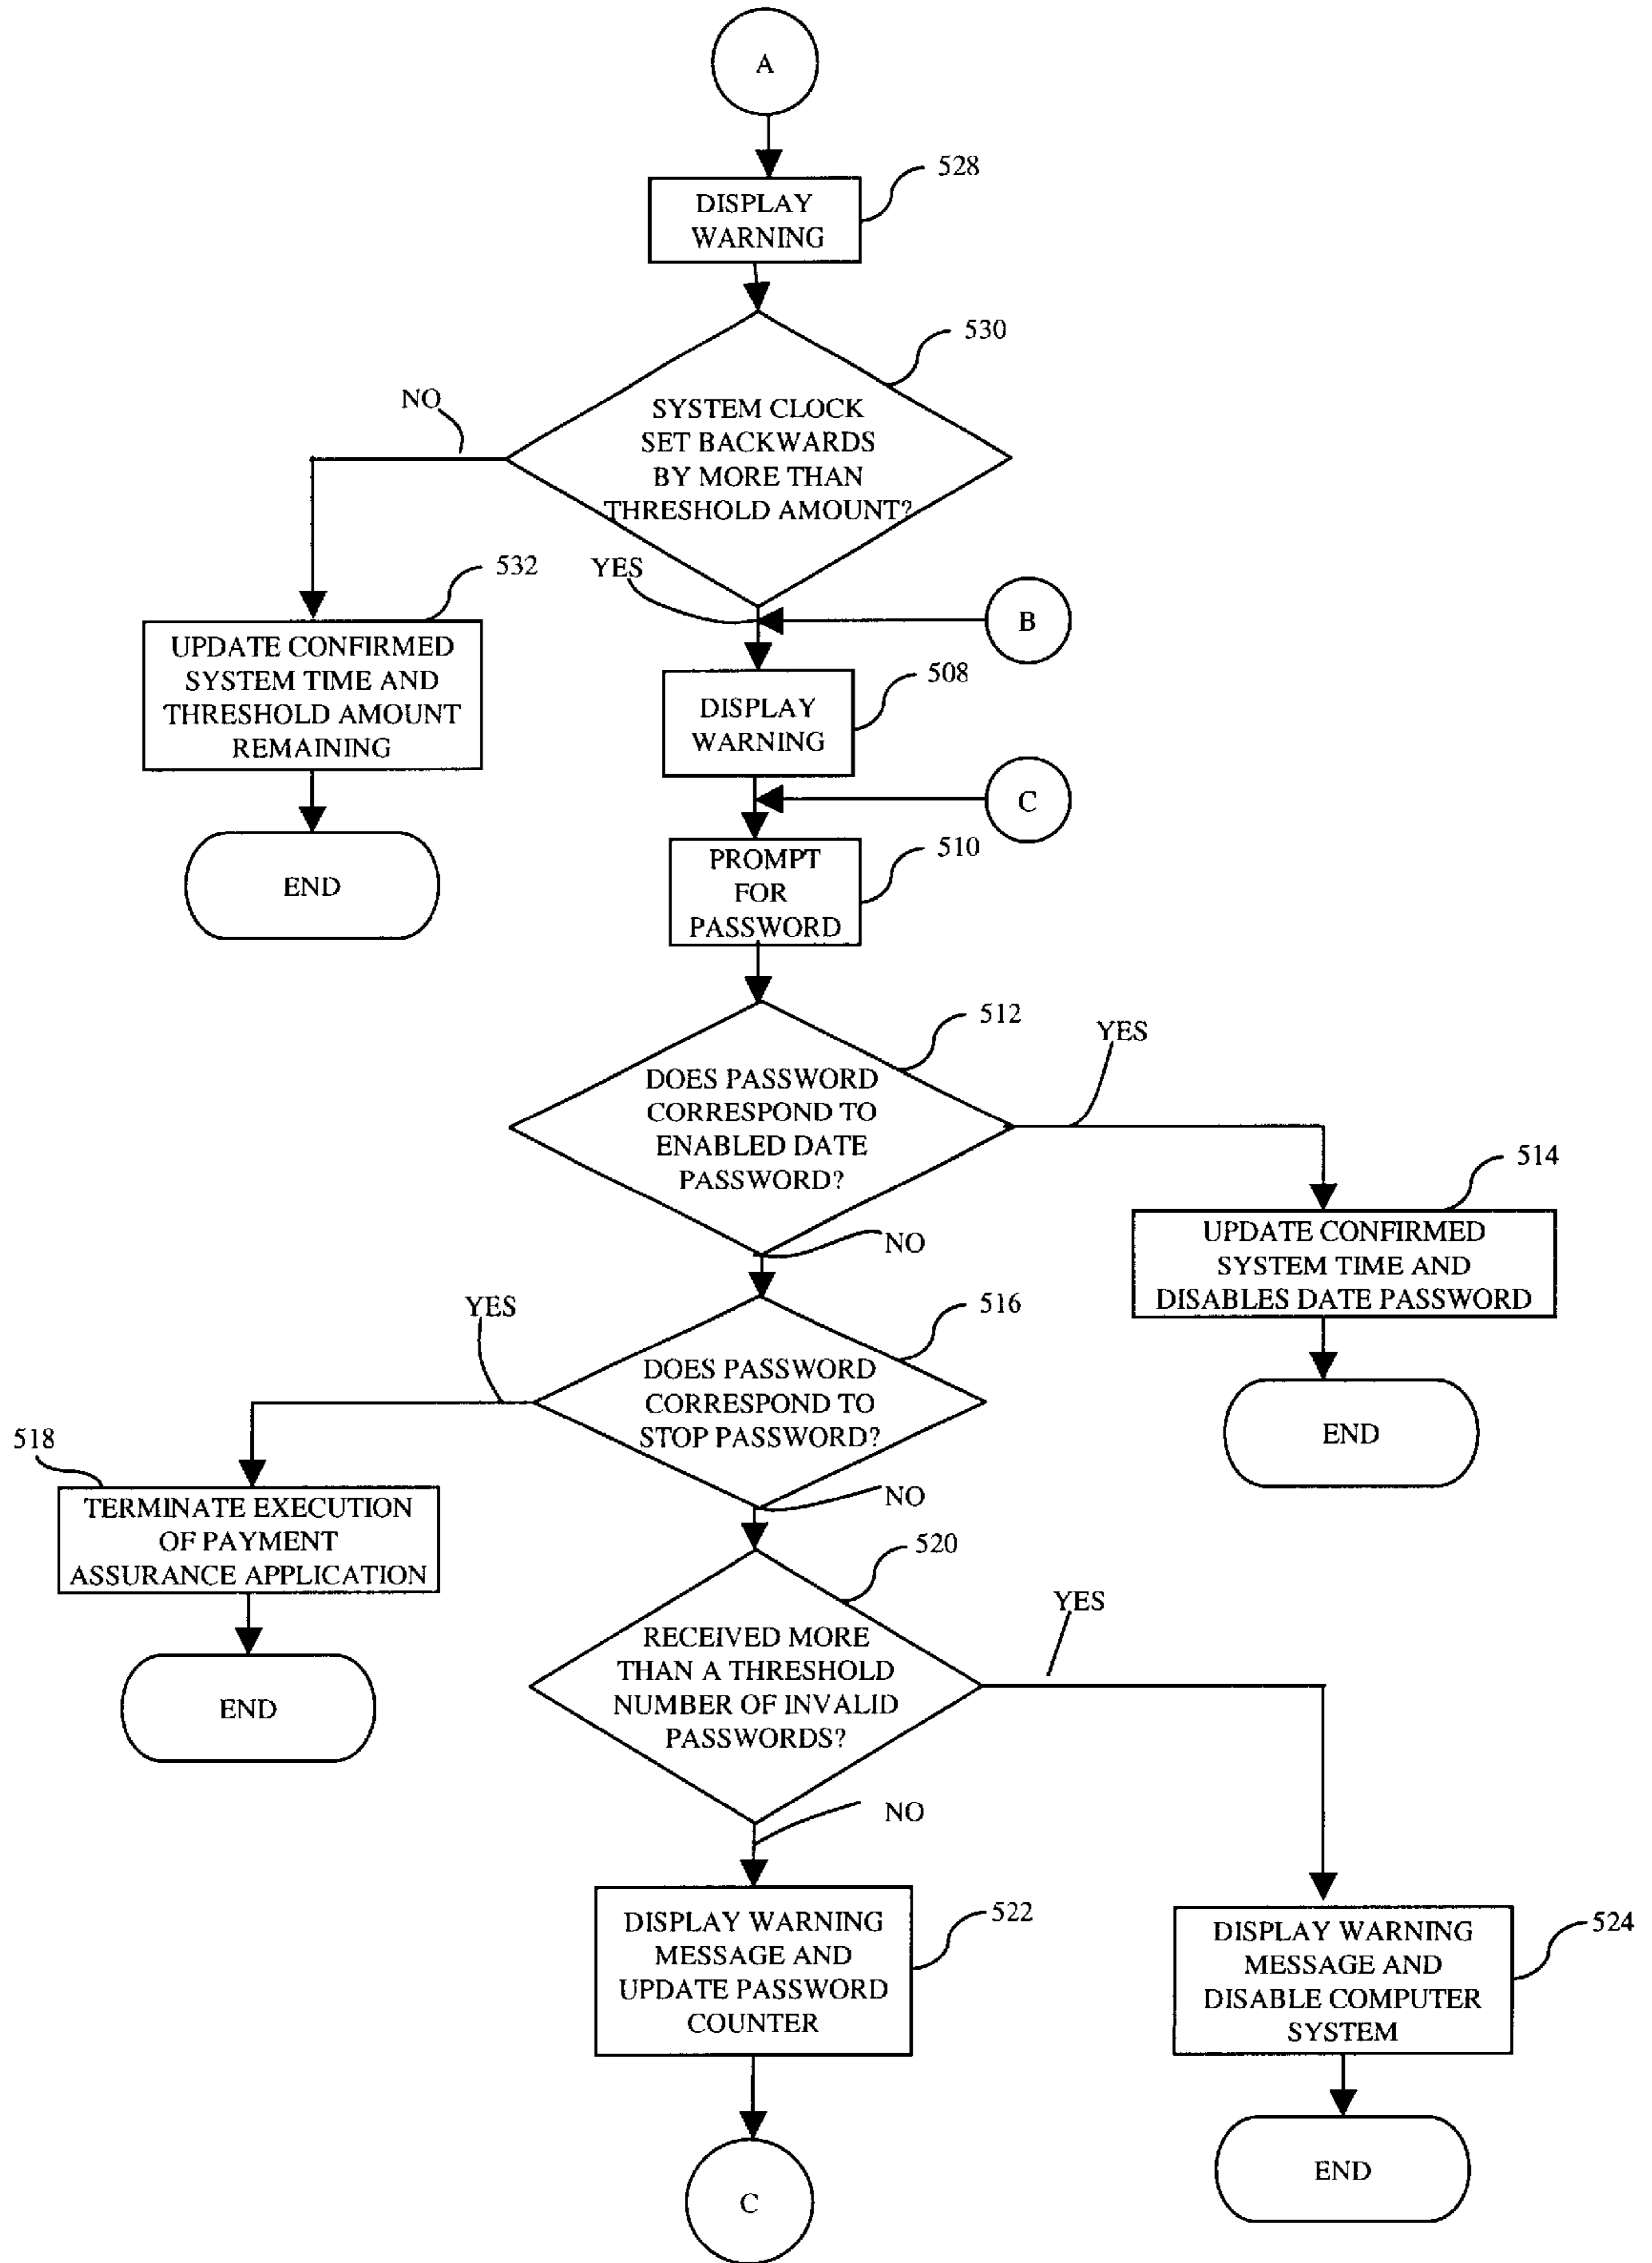 A
528
DISPLAY
WARNING
530
NO
SYSTEM CLOCK
SET BACKWARDS
BY MORE THAN
THRESHOLD AMOUNT?
532
YES
B
UPDATE CONFIRMED
SYSTEM TIME AND
THRESHOLD AMOUNT
REMAINING
508
DISPLAY
WARNING
C
END
510
PROMPT
FOR
PASSWORD
512
YES
DOES PASSWORD
CORRESPOND TO
ENABLED DATE
PASSWORD?
514
UPDATE CONFIRMED
SYSTEM TIME AND
DISABLES DATE PASSWORD
NO
YES
516
DOES PASSWORD
CORRESPOND TO
STOP PASSWORD?
END
518
TERMINATE EXECUTION
OF PAYMENT
ASSURANCE APPLICATION
NO
520
YES
RECEIVED MORE
THAN A THRESHOLD
NUMBER OF INVALID
PASSWORDS?
END
NO
522
DISPLAY WARNING
MESSAGE AND
UPDATE PASSWORD
COUNTER
524
DISPLAY WARNING
MESSAGE AND
DISABLE COMPUTER
SYSTEM
END
C